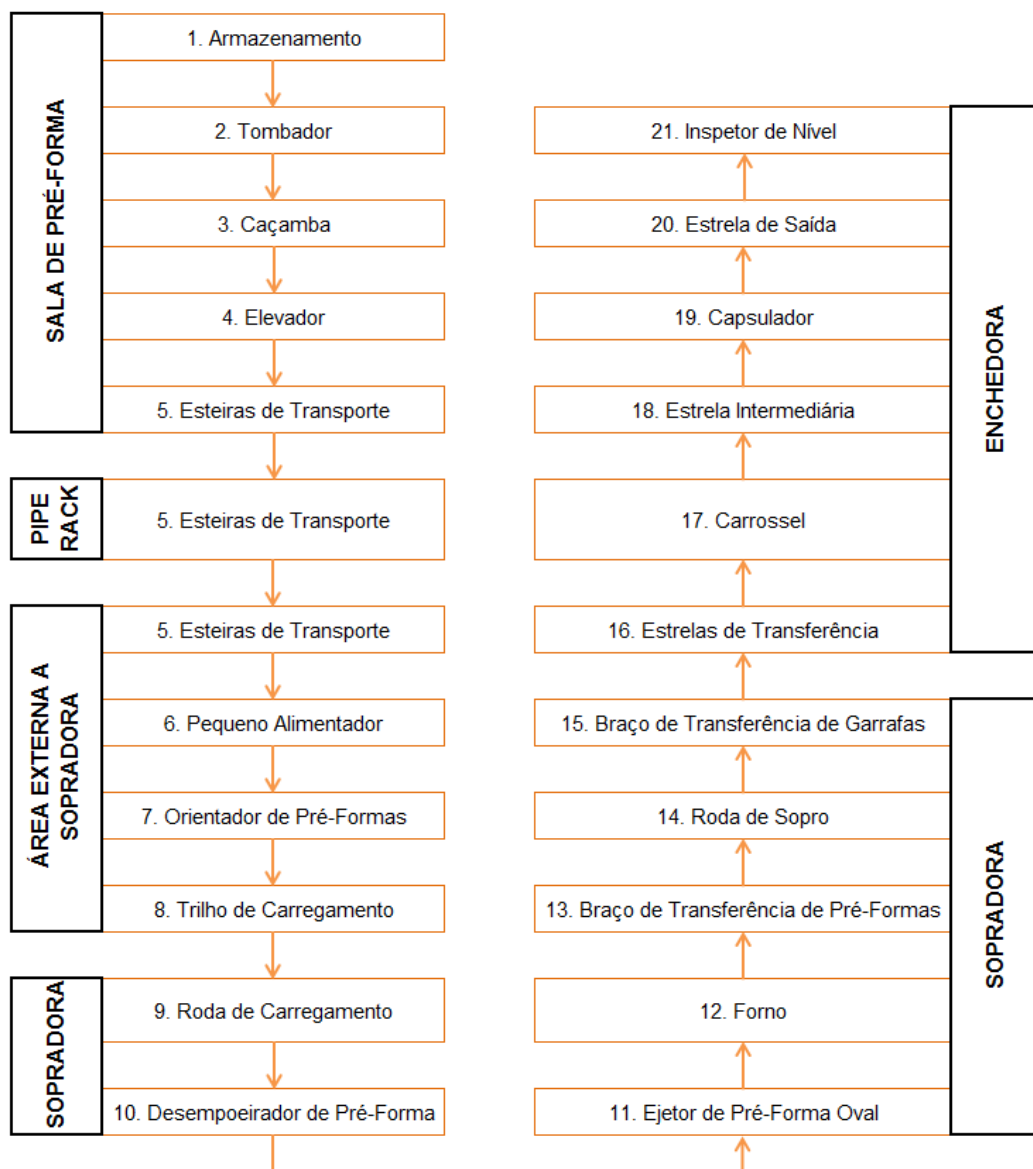 SALA DE PRÉ-FORMA
1. Armazenamento
2. Tombador
3. Caçamba
4. Elevador
5. Esteiras de Transporte
PIPE
RACK
5. Esteiras de Transporte
ÁREA EXTERNA A
SOPRADORA
5. Esteiras de Transporte
6. Pequeno Alimentador
7. Orientador de Pré-Formas
8. Trilho de Carregamento
SOPRADORA
9. Roda de Carregamento
10. Desempoeirador de Pré-Forma
21. Inspetor de Nível
20. Estrela de Saída
19. Capsulador
18. Estrela Intermediária
17. Carrossel
16. Estrelas de Transferência
ENCHEDORA
15. Braço de Transferência de Garrafas
14. Roda de Sopro
13. Braço de Transferência de Pré-Formas
12. Forno
11. Ejetor de Pré-Forma Oval
SOPRADORA